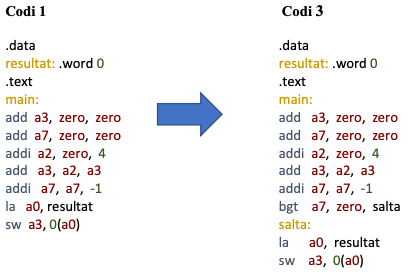 Codi 1
.data
resultat: .word 0
.text
main:
add a3, zero, zero
add a7, zero, zero
addi a2, zero, 4
add a3, a2, a3
addi a7, a7, -1
la a0, resultat
sw a3, 0(a0)
Codi 3
.data
resultat: .word 0
.text
main:
add a3, zero, zero
add a7, zero, zero
addi a2, zero, 4
add a3, a2, a3
addi a7, a7, -1
bgt a7, zero, salta
salta:
la a0, resultat
sw a3, 0(a0)